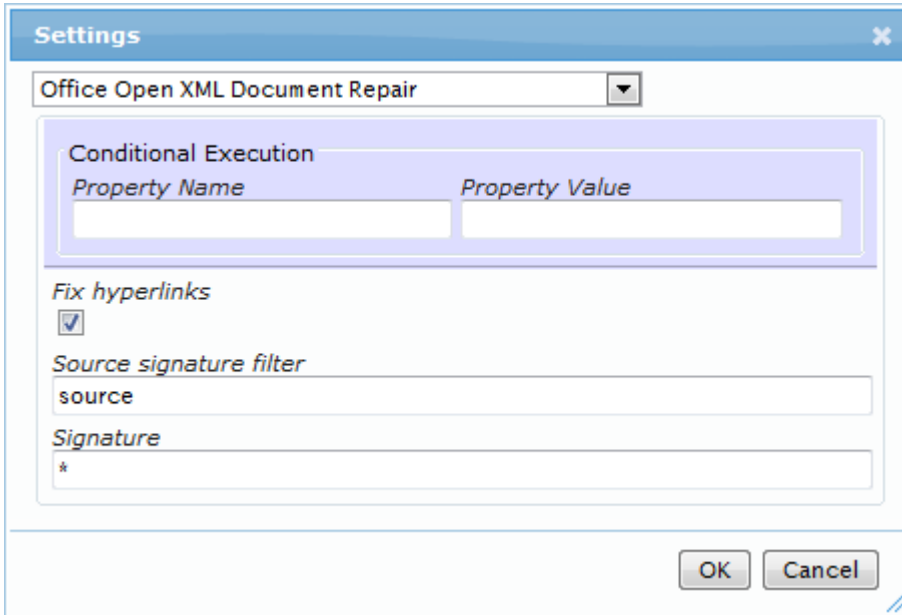 Settings
Office Open XML Document Repair
Conditional Execution
Property Name Property Value
Fix hyperlinks
Source signature filter
source
Signature
*
OK Cancel